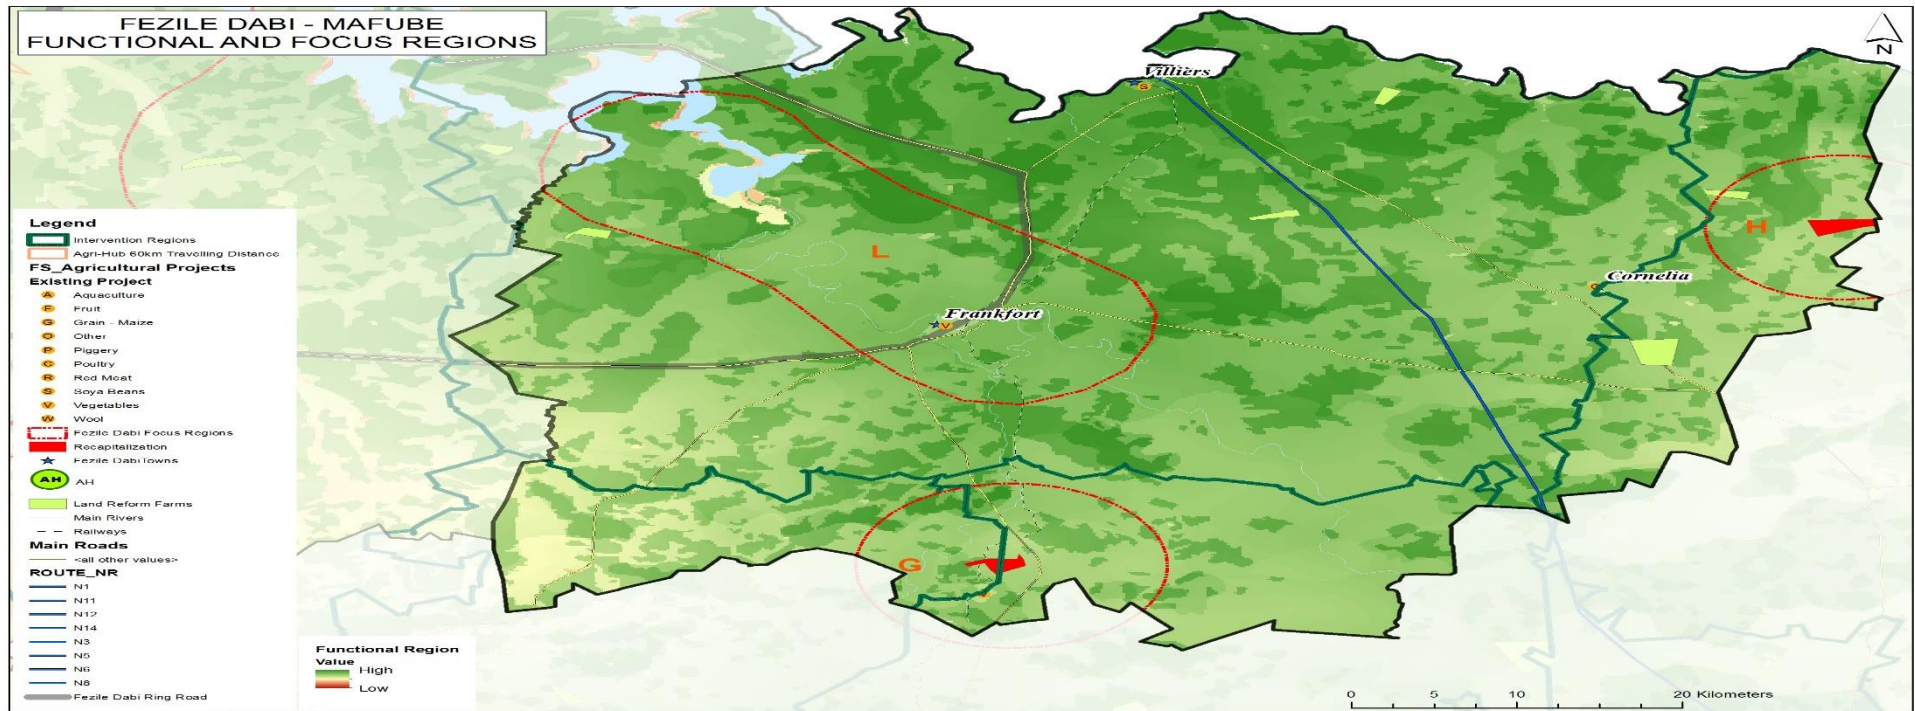 FEZILE DABI - MAFUBE
FUNCTIONAL AND FOCUS REGIONS
N
Villiers
S
H
L
Cornelia
Frankfort
V
G
Legend
Intervention Regions
Agri-Hub 60km Travelling Distance
FS_Agricultural Projects
Existing Project
A Aquaculture
F Fruit
G Grain - Maize
O Other
P Piggery
C Poultry
R Red Meat
S Soya Beans
V Vegetables
W Wool
Fezile Dabi Focus Regions
Recapitalization
Fezile DabiTowns
AH AH
Land Reform Farms
Main Rivers
Railways
Main Roads
<all other values>
ROUTE_NR
N1
N11
N12
N14
N3
N5
N6
N8
Fezile Dabi Ring Road
Functional Region
Value
High
Low
0 5 10 20 Kilometers